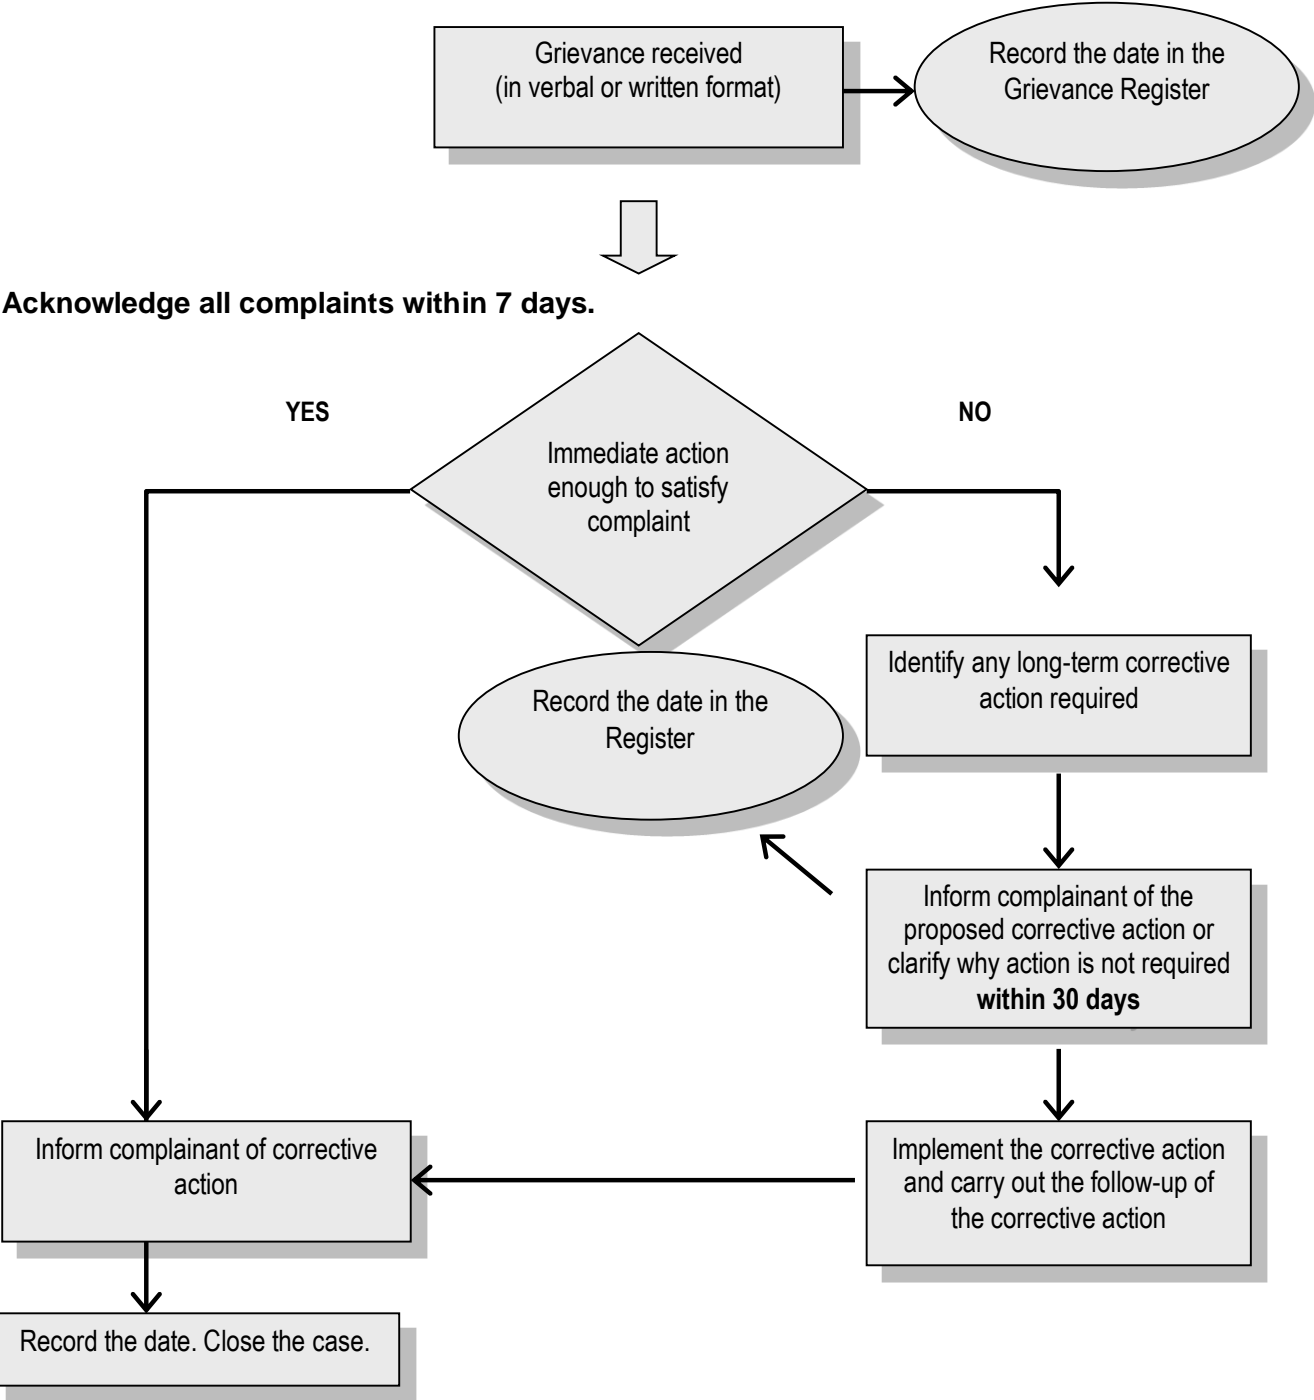 Grievance received
(in verbal or written format)
Record the date in the
Grievance Register
Acknowledge all complaints within 7 days.
YES
NO
Immediate action
enough to satisfy
complaint
Identify any long-term corrective
action required
Record the date in the
Register
Inform complainant of the
proposed corrective action or
clarify why action is not required
within 30 days
Inform complainant of corrective
action
Implement the corrective action
and carry out the follow-up of
the corrective action
Record the date. Close the case.